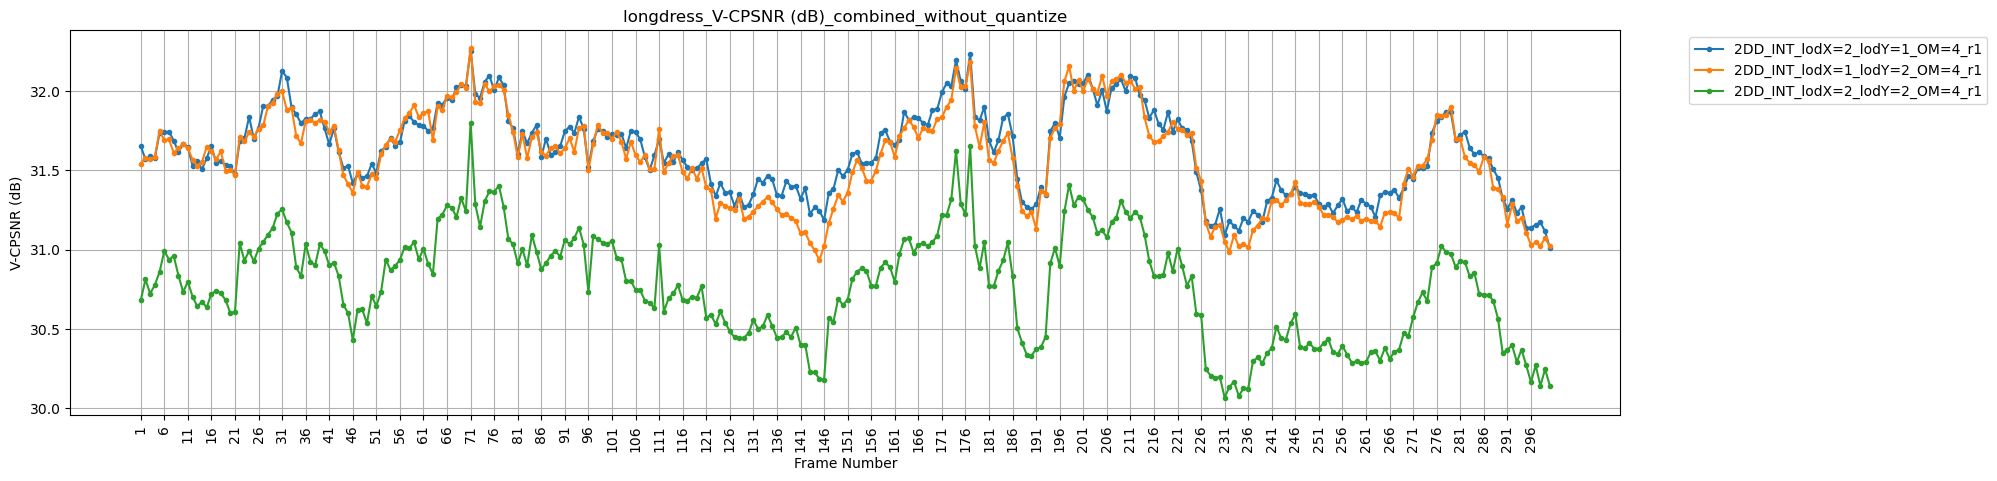 longdress_V-CPSNR (dB)_combined_without_quantize
2DD_INT_lodX=2_lodY=1_OM=4_r1
2DD_INT_lodX=1_lodY=2_OM=4_r1
2DD_INT_lodX=2_lodY=2_OM=4_r1
V-CPSNR (dB)
32.0
31.5
31.0
30.5
30.0
1 6 11 16 21 26 31 36 41 46 51 56 61 66 71 76 81 86 91 96 101 106 111 116 121 126 131 136 141 146 151 156 161 166 171 176 181 186 191 196 201 206 211 216 221 226 231 236 241 246 251 256 261 266 271 276 281 286 291 296
Frame Number